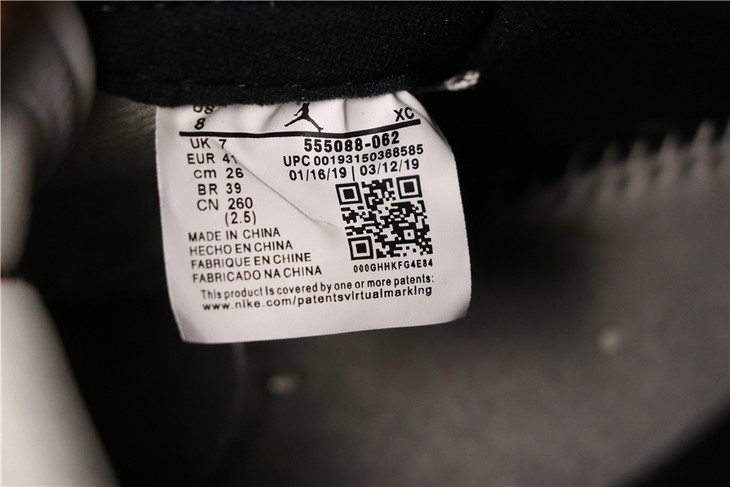 US
8 XC
UK 7 555088-062
EUR 41 UPC 00193150368585
cm 26 01/16/19 | 03/12/19
BR 39
CN 260
(2.5)
MADE IN CHINA
HECHO EN CHINA
FABRIQUE EN CHINE
FABRICADO NA CHINA
000GHHKFG4E84
This product is covered by one or more patents:
www.nike.com/patentsvirtualmarking